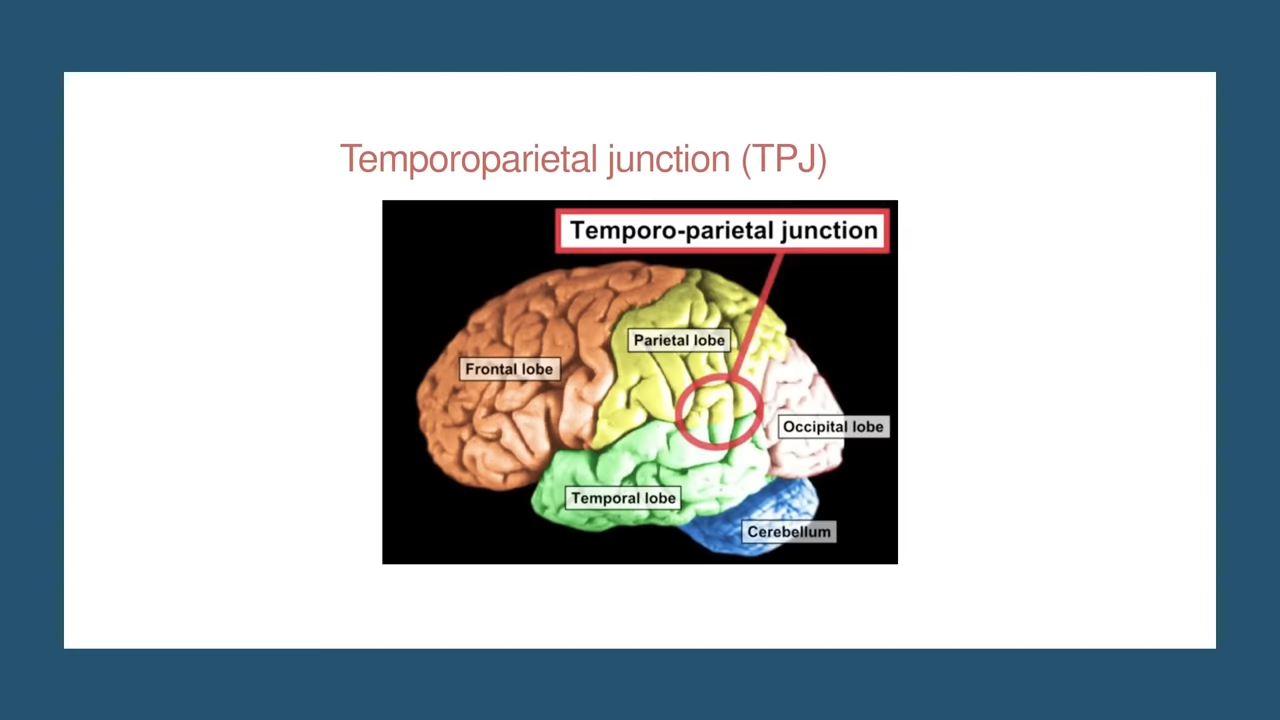 Temporoparietal junction (TPJ)
Temporo-parietal junction
Parietal lobe
Frontal lobe
Occipital lobe
Temporal lobe
Cerebellum